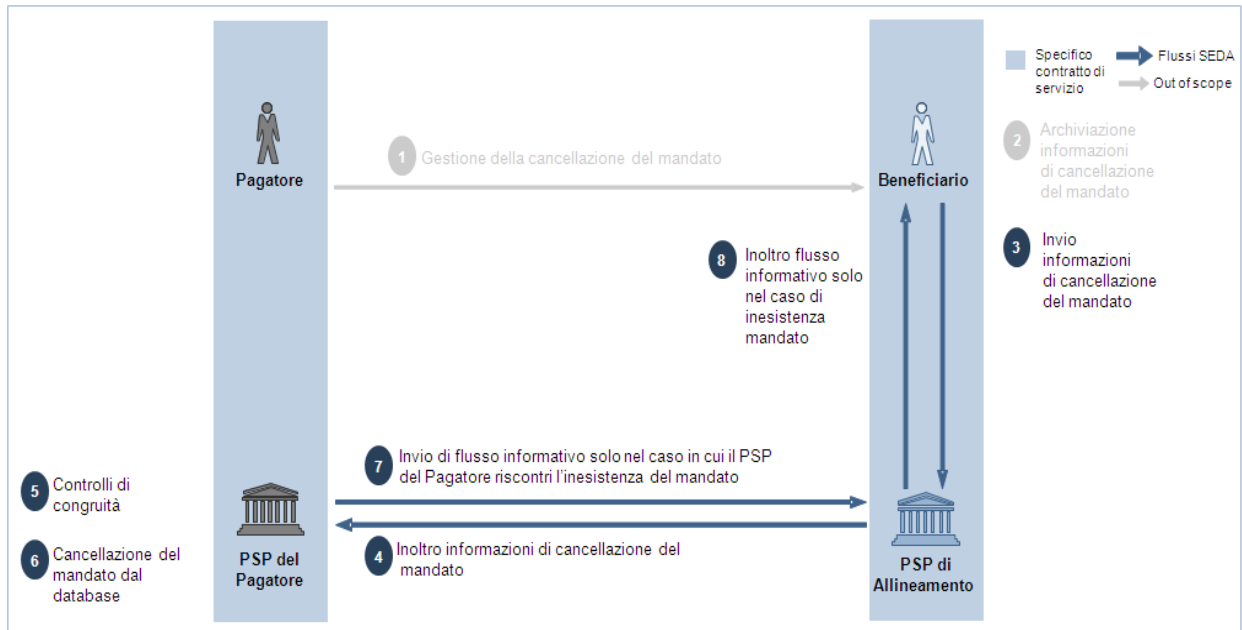 Specifico
contratto di
servizio
Flussi SEDA
Out of scope
Pagatore
1
Gestione della cancellazione del mandato
Beneficiario
2
Archiviazione
informazioni
di cancellazione
del mandato
3
Invio
informazioni
di cancellazione
del mandato
8
Inoltro flusso
informativo solo
nel caso di
inesistenza
mandato
7
Invio di flusso informativo solo nel caso in cui il PSP
del Pagatore riscontri l'inesistenza del mandato
5
Controlli di
congruità
6
Cancellazione del
mandato dal
database
PSP del
Pagatore
4
Inoltro informazioni di cancellazione del
mandato
PSP di
Allineamento